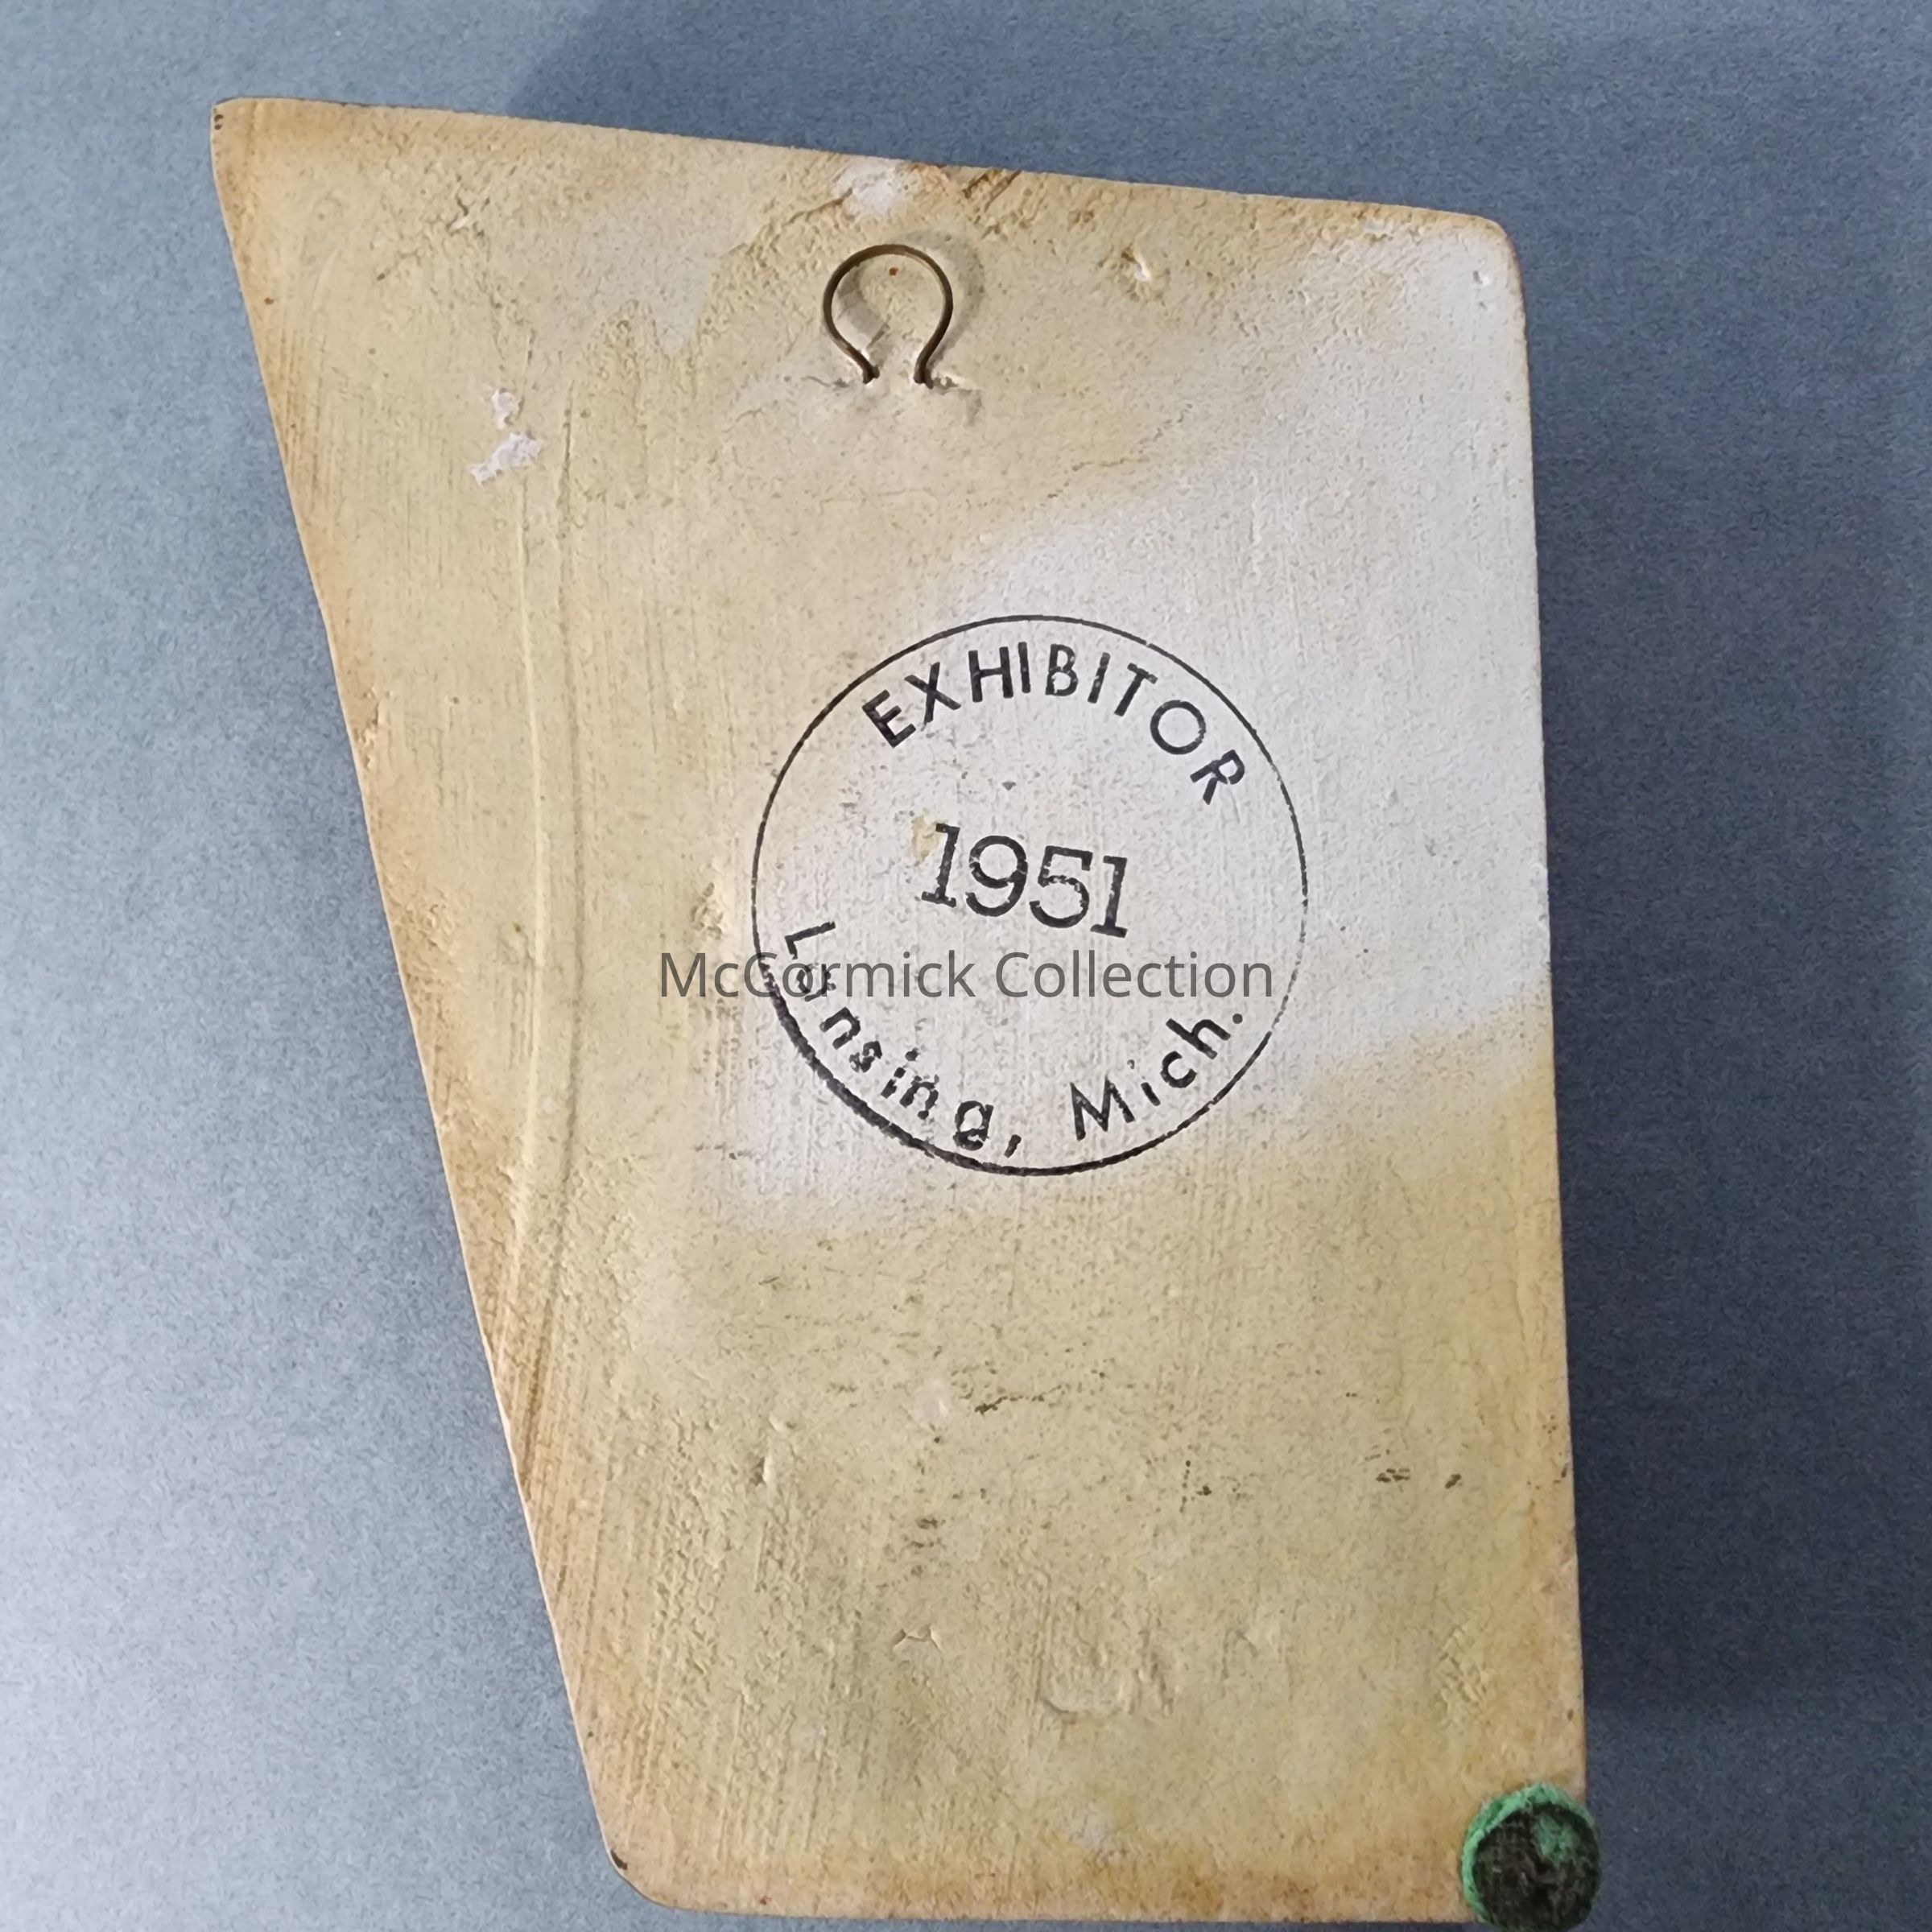 EXHIBITOR
1951
McCormick Collection
Lansing, Mich.